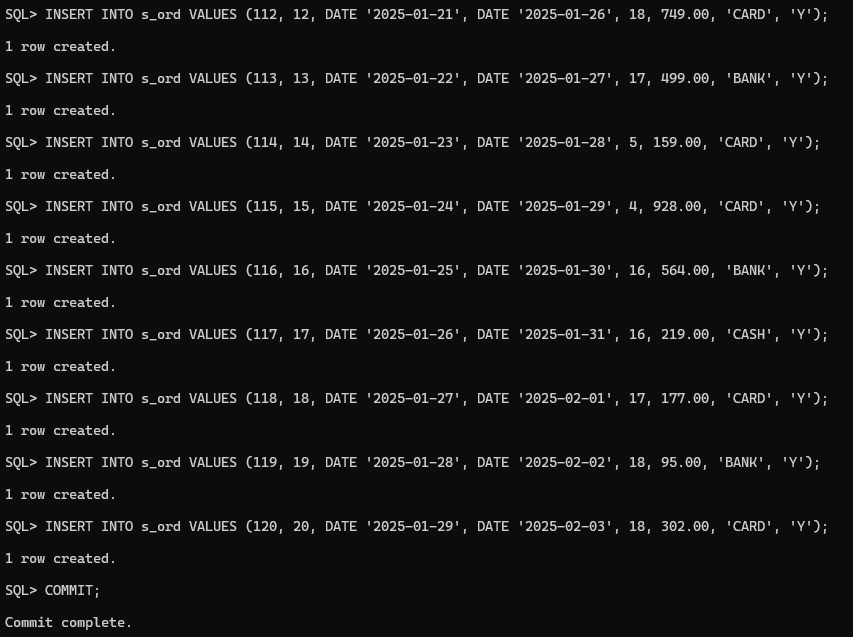 SQL> INSERT INTO s_ord VALUES (112, 12, DATE '2025-01-21', DATE '2025-01-26', 18, 749.00, 'CARD', 'Y');
1 row created.
SQL> INSERT INTO s_ord VALUES (113, 13, DATE '2025-01-22', DATE '2025-01-27', 17, 499.00, 'BANK', 'Y');
1 row created.
SQL> INSERT INTO s_ord VALUES (114, 14, DATE '2025-01-23', DATE '2025-01-28', 5, 159.00, 'CARD', 'Y');
1 row created.
SQL> INSERT INTO s_ord VALUES (115, 15, DATE '2025-01-24', DATE '2025-01-29', 4, 928.00, 'CARD', 'Y');
1 row created.
SQL> INSERT INTO s_ord VALUES (116, 16, DATE '2025-01-25', DATE '2025-01-30', 16, 564.00, 'BANK', 'Y');
1 row created.
SQL> INSERT INTO s_ord VALUES (117, 17, DATE '2025-01-26', DATE '2025-01-31', 16, 219.00, 'CASH', 'Y');
1 row created.
SQL> INSERT INTO s_ord VALUES (118, 18, DATE '2025-01-27', DATE '2025-02-01', 17, 177.00, 'CARD', 'Y');
1 row created.
SQL> INSERT INTO s_ord VALUES (119, 19, DATE '2025-01-28', DATE '2025-02-02', 18, 95.00, 'BANK', 'Y');
1 row created.
SQL> INSERT INTO s_ord VALUES (120, 20, DATE '2025-01-29', DATE '2025-02-03', 18, 302.00, 'CARD', 'Y');
1 row created.
SQL> COMMIT;
Commit complete.